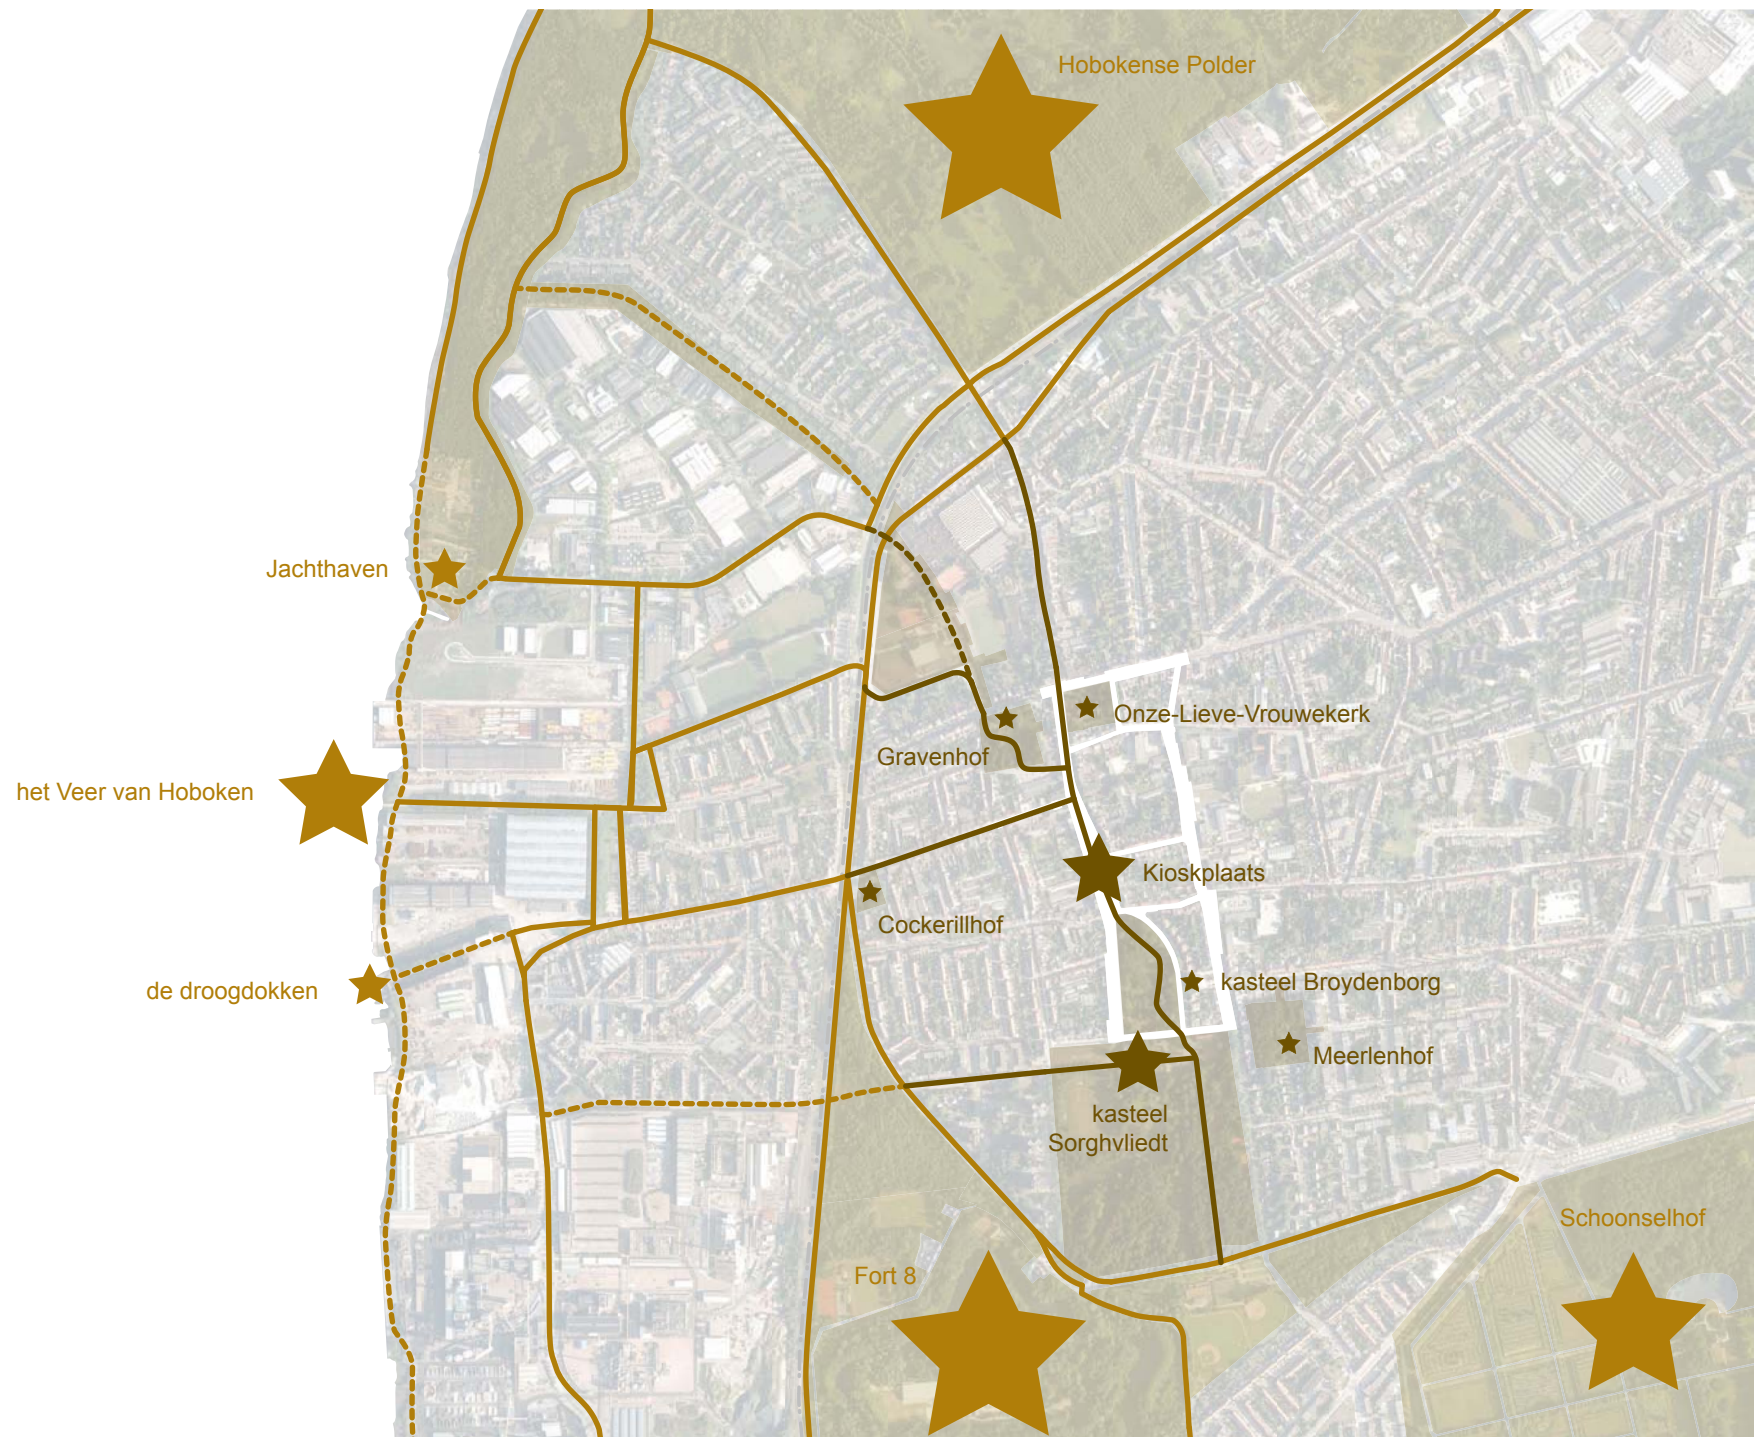 Hobokense Polder
Jachthaven
Onze-Lieve-Vrouwekerk
Gravenhof
het Veer van Hoboken
Kioskplaats
Cockerillhof
kasteel Broydenborg
de droogdokken
Meerlenhof
kasteel
Sorghvliedt
Schoonselhof
Fort 8